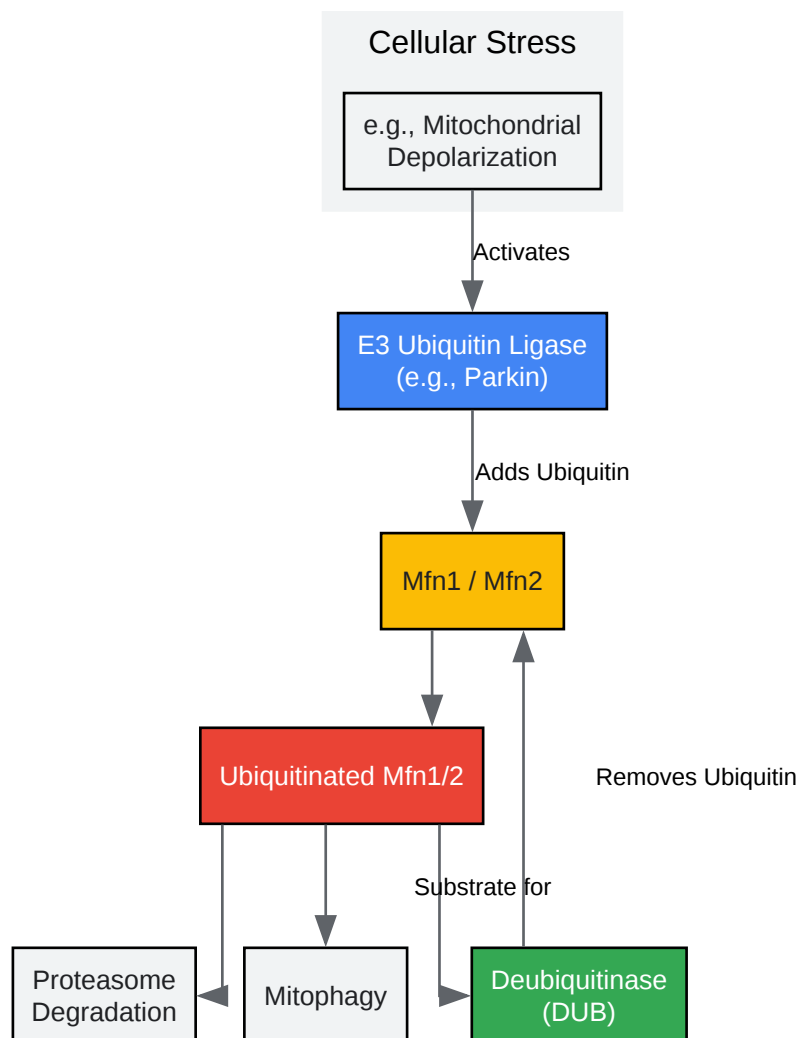 Cellular Stress
e.g., Mitochondrial
Depolarization
Activates
E3 Ubiquitin Ligase
(e.g., Parkin)
Adds Ubiquitin
Mfn1 / Mfn2
Ubiquitinated Mfn1/2
Removes Ubiquitin
Substrate for
Proteasome
Degradation
Mitophagy
Deubiquitinase
(DUB)